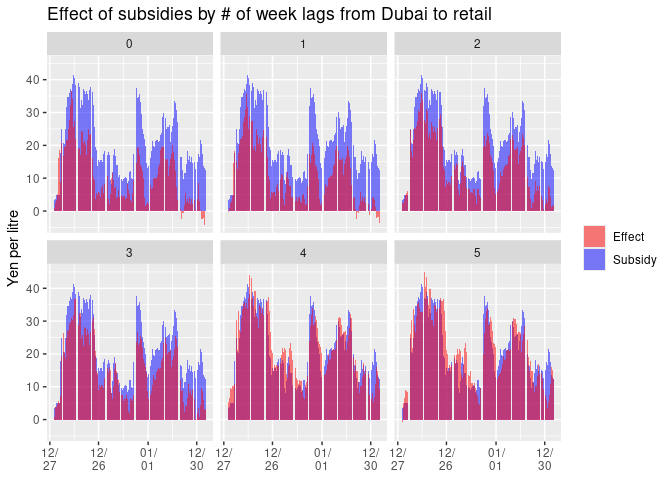 Effect of subsidies by # of week lags from Dubai to retail
0 1 2
40
30
20
10
0
3 4 5
40
30
20
10
0
Yen per litre
12/ 12/ 01/ 12/ 12/ 12/ 01/ 12/ 12/ 12/ 01/ 12/
27 26 01 30 27 26 01 30 27 26 01 30
Effect
Subsidy